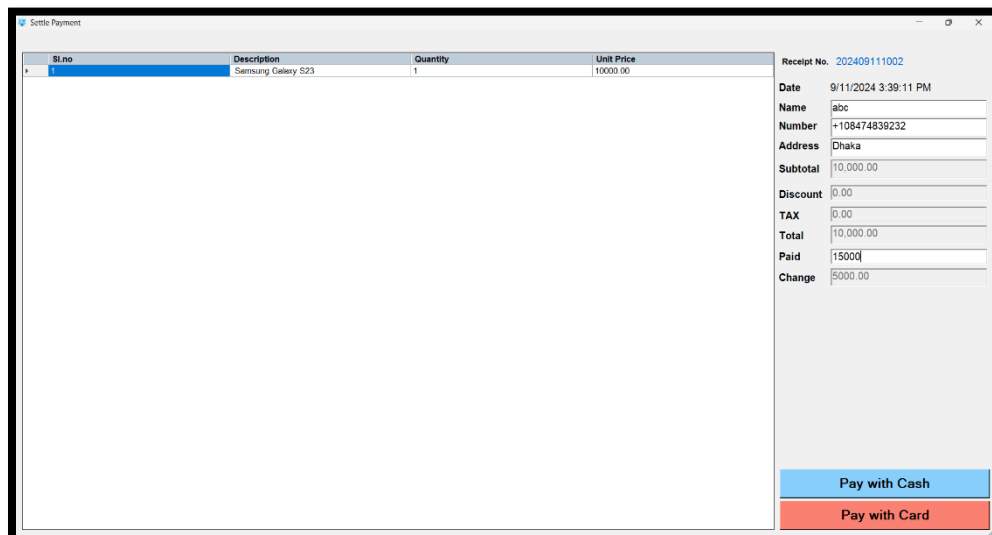 Settle Payment
Sl.no Description Quantity Unit Price
1 Samsung Galaxy S23 1 10000.00
Receipt No. 202409111002
Date 9/11/2024 3:39:11 PM
Name abc
Number +108474839232
Address Dhaka
Subtotal 10,000.00
Discount 0.00
TAX 0.00
Total 10,000.00
Paid 15000
Change 5000.00
Pay with Cash
Pay with Card